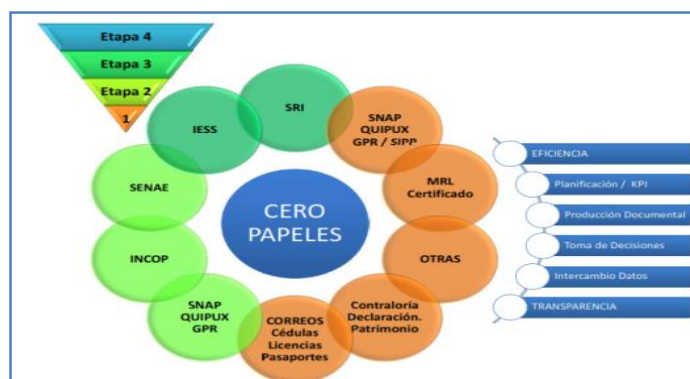 Etapa 4
Etapa 3
Etapa 2
1
IESS
SRI
SNAP
QUIPUX
GPR / SIPP
SENAE
MRL
Certificado
CERO
PAPELES
INCOP
OTRAS
SNAP
QUIPUX
GPR
CORREOS
Cédulas
Licencias
Pasaportes
Contraloría
Declaración.
Patrimonio
EFICIENCIA
Planificación / KPI
Producción Documental
Toma de Decisiones
Intercambio Datos
TRANSPARENCIA